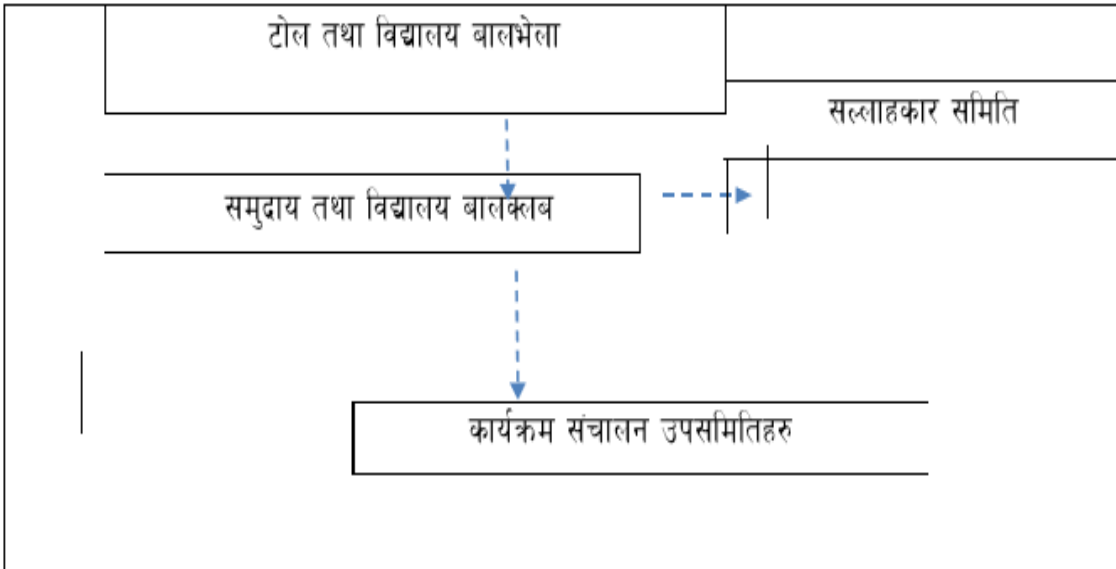 टोल तथा विद्यालय बालभेला
सल्लाहकार समिति
समुदाय तथा विद्यालय बालक्लब
कार्यक्रम संचालन उपसमितिहरु